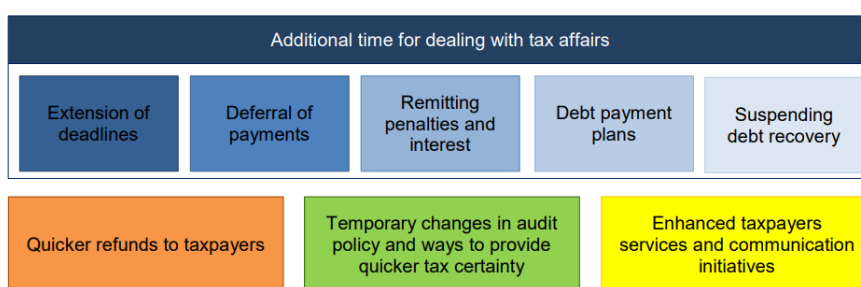 Additional time for dealing with tax affairs
Extension of
deadlines
Deferral of
payments
Remitting
penalties and
interest
Debt payment
plans
Suspending
debt recovery
Quicker refunds to taxpayers
Temporary changes in audit
policy and ways to provide
quicker tax certainty
Enhanced taxpayers
services and communication
initiatives